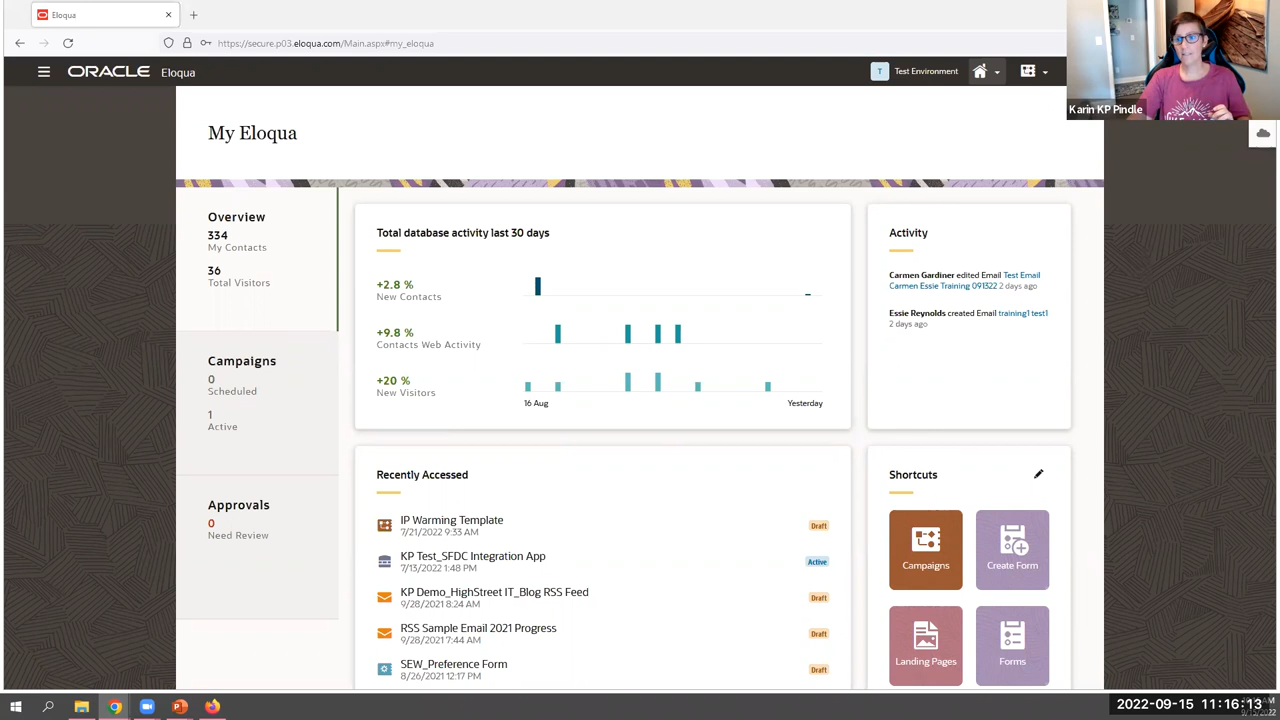 Eloqua
https://secure.p03.eloqua.com/Main.aspx#my_eloqua
ORACLE Eloqua
T Test Environment
Karin KP Pindle
My Eloqua
Overview
334
My Contacts
36
Total Visitors
Campaigns
0
Scheduled
1
Active
Approvals
0
Need Review
Total database activity last 30 days
+2.8 %
New Contacts
+9.8 %
Contacts Web Activity
+20 %
New Visitors
16 Aug
Yesterday
Activity
Carmen Gardiner edited Email Test Email
Carmen Essie Training 091322 2 days ago
Essie Reynolds created Email training1 test1
2 days ago
Recently Accessed
IP Warming Template
7/21/2022 9:33 AM
Draft
KP Test_SFDC Integration App
7/13/2022 1:48 PM
Active
KP Demo_HighStreet IT_Blog RSS Feed
9/28/2021 8:24 AM
Draft
RSS Sample Email 2021 Progress
9/28/2021 7:44 AM
Draft
SEW_Preference Form
8/26/2021 12:17 PM
Draft
Shortcuts
Campaigns
Create Form
Landing Pages
Forms
2022-09-15 11:16:13